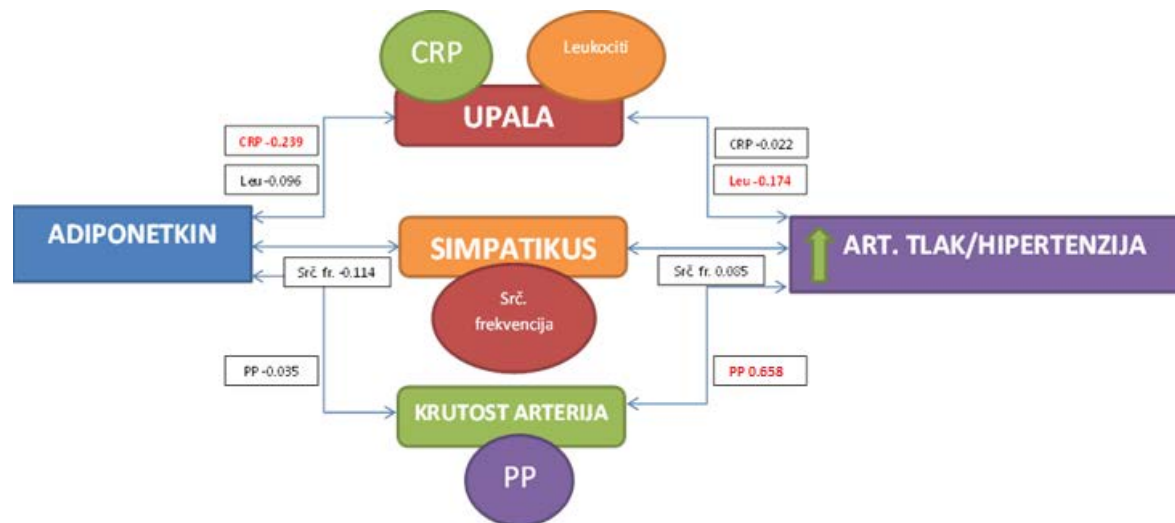 CRP
Leukociti
UPALA
CRP -0.239
Leu -0.096
CRP -0.022
Leu -0.174
ADIPONETKIN
SIMPATIKUS
ART. TLAK/HIPERTENZIJA
Srč. fr. -0.114
Srč. fr. 0.085
Srč.
frekvencija
PP -0.035
PP 0.658
KRUTOST ARTERIJA
PP